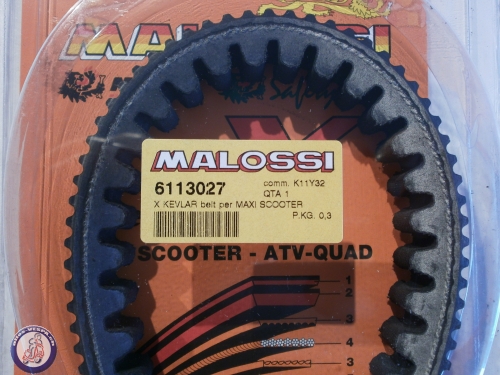 MALOSSI
MALOSSI
6113027
comm. K11Y32
QTA 1
X KEVLAR belt per MAXI SCOOTER
P.KG. 0,3
SCOOTER - ATV-QUAD
1
2
3
4
3